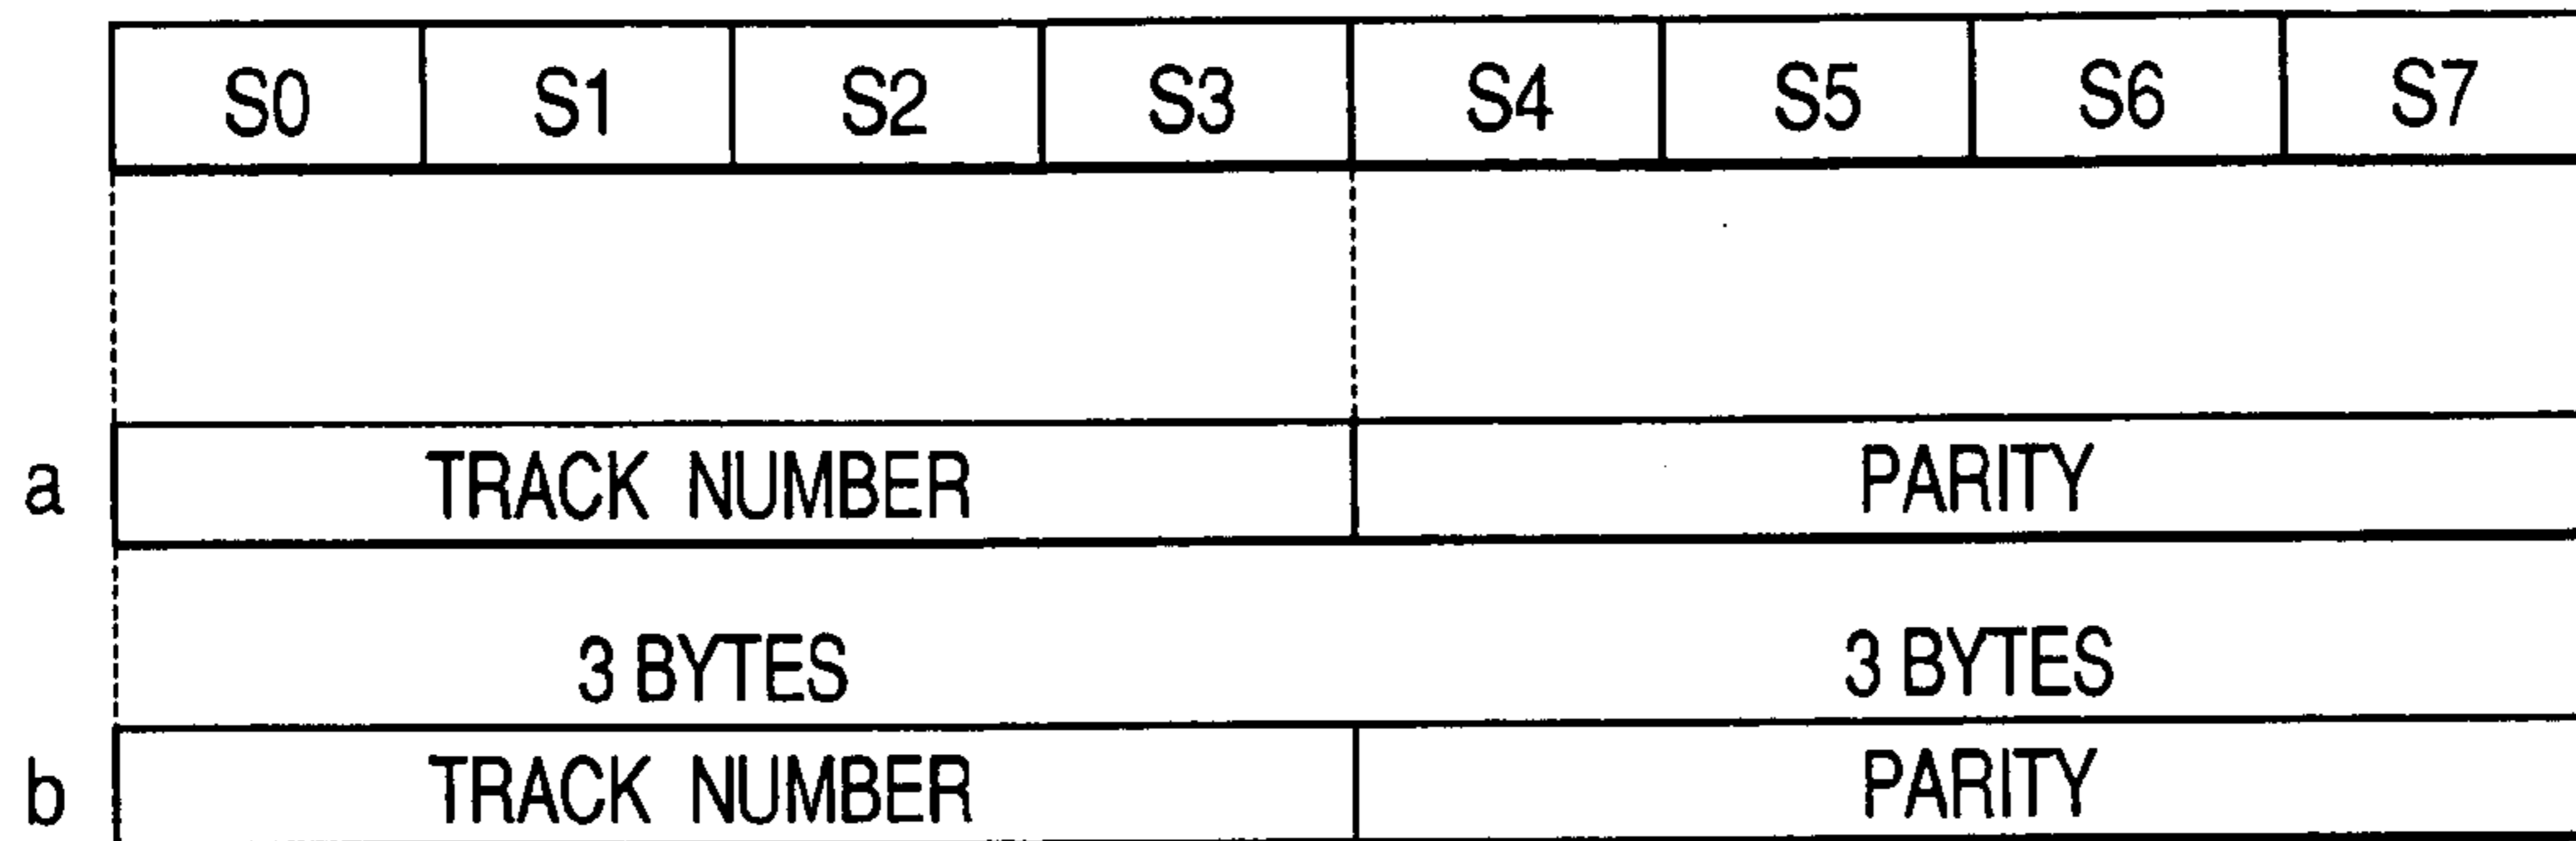 S0 S1 S2 S3 S4 S5 S6 S7
a TRACK NUMBER PARITY
3 BYTES 3 BYTES
b TRACK NUMBER PARITY